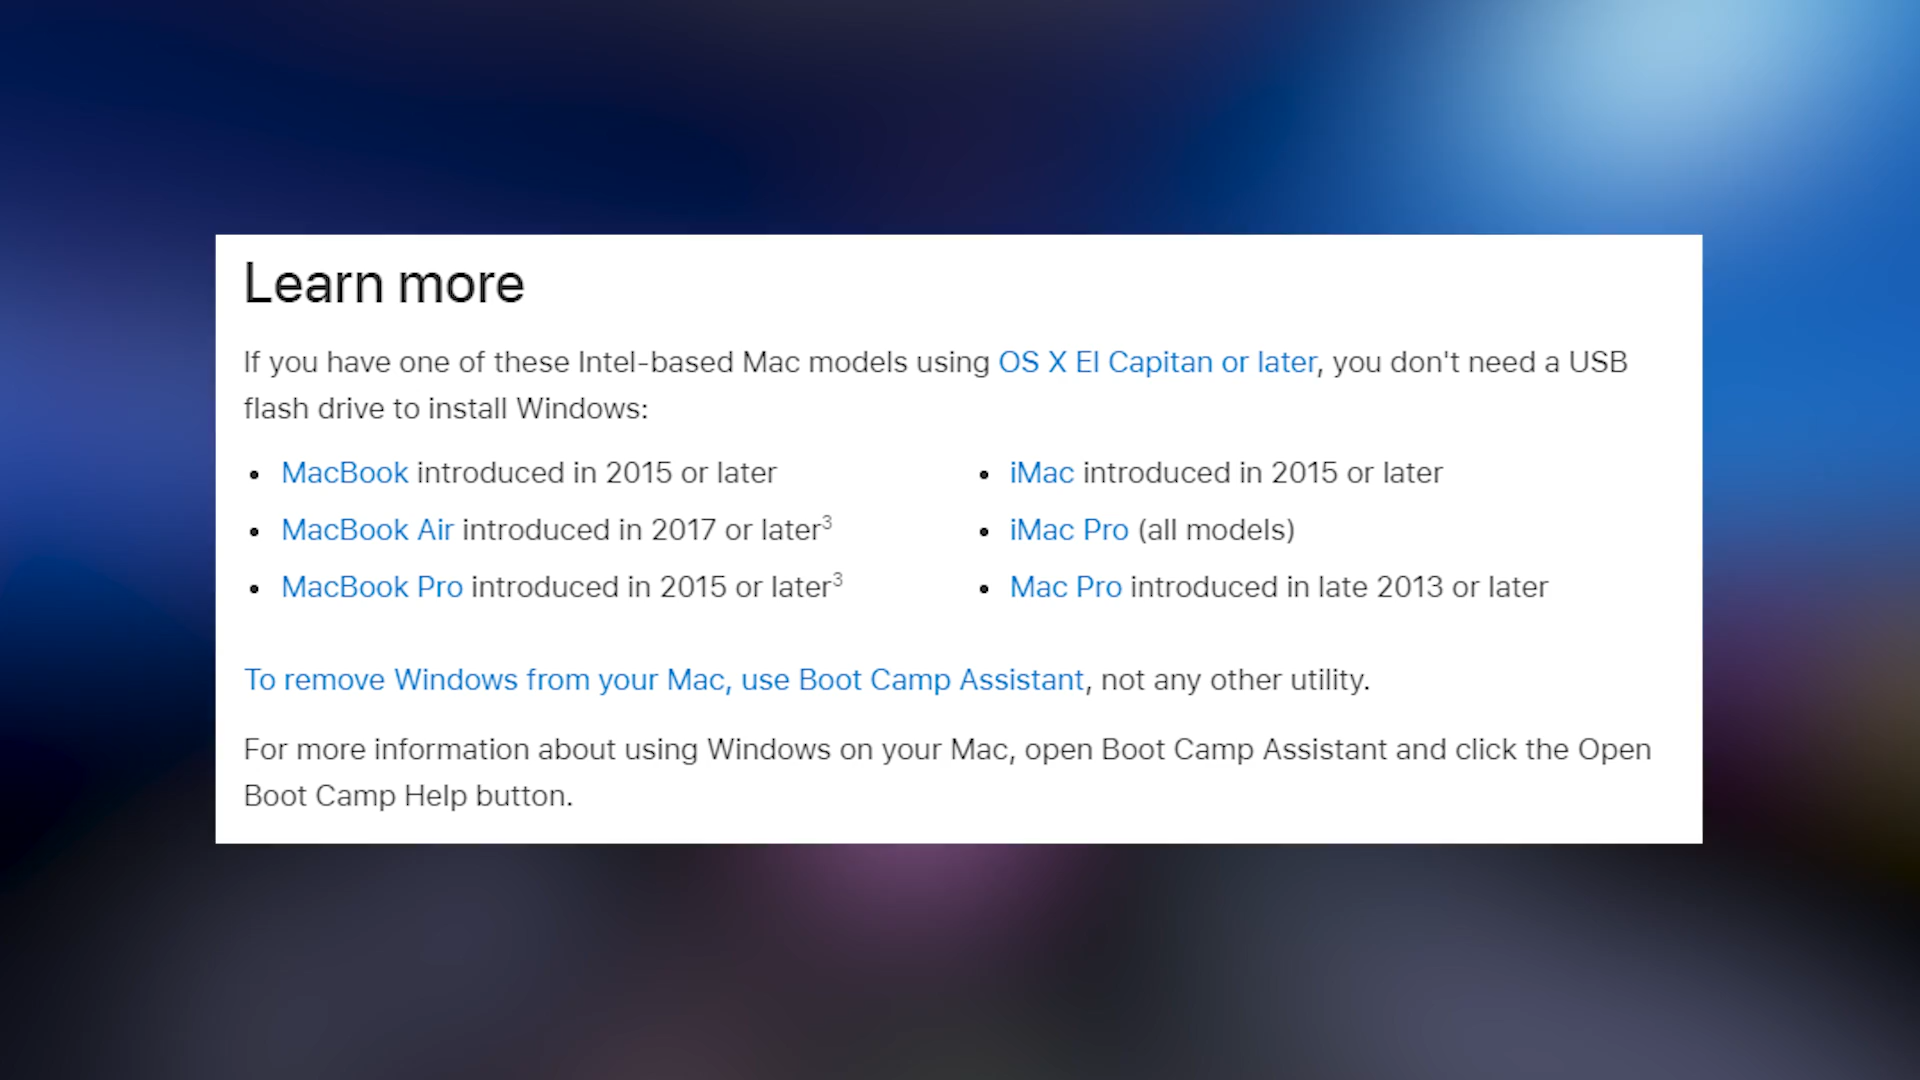 Learn more
If you have one of these Intel-based Mac models using OS X El Capitan or later, you don't need a USB
flash drive to install Windows:
• MacBook introduced in 2015 or later
• MacBook Air introduced in 2017 or later³
• MacBook Pro introduced in 2015 or later³
• iMac introduced in 2015 or later
• iMac Pro (all models)
• Mac Pro introduced in late 2013 or later
To remove Windows from your Mac, use Boot Camp Assistant, not any other utility.
For more information about using Windows on your Mac, open Boot Camp Assistant and click the Open
Boot Camp Help button.